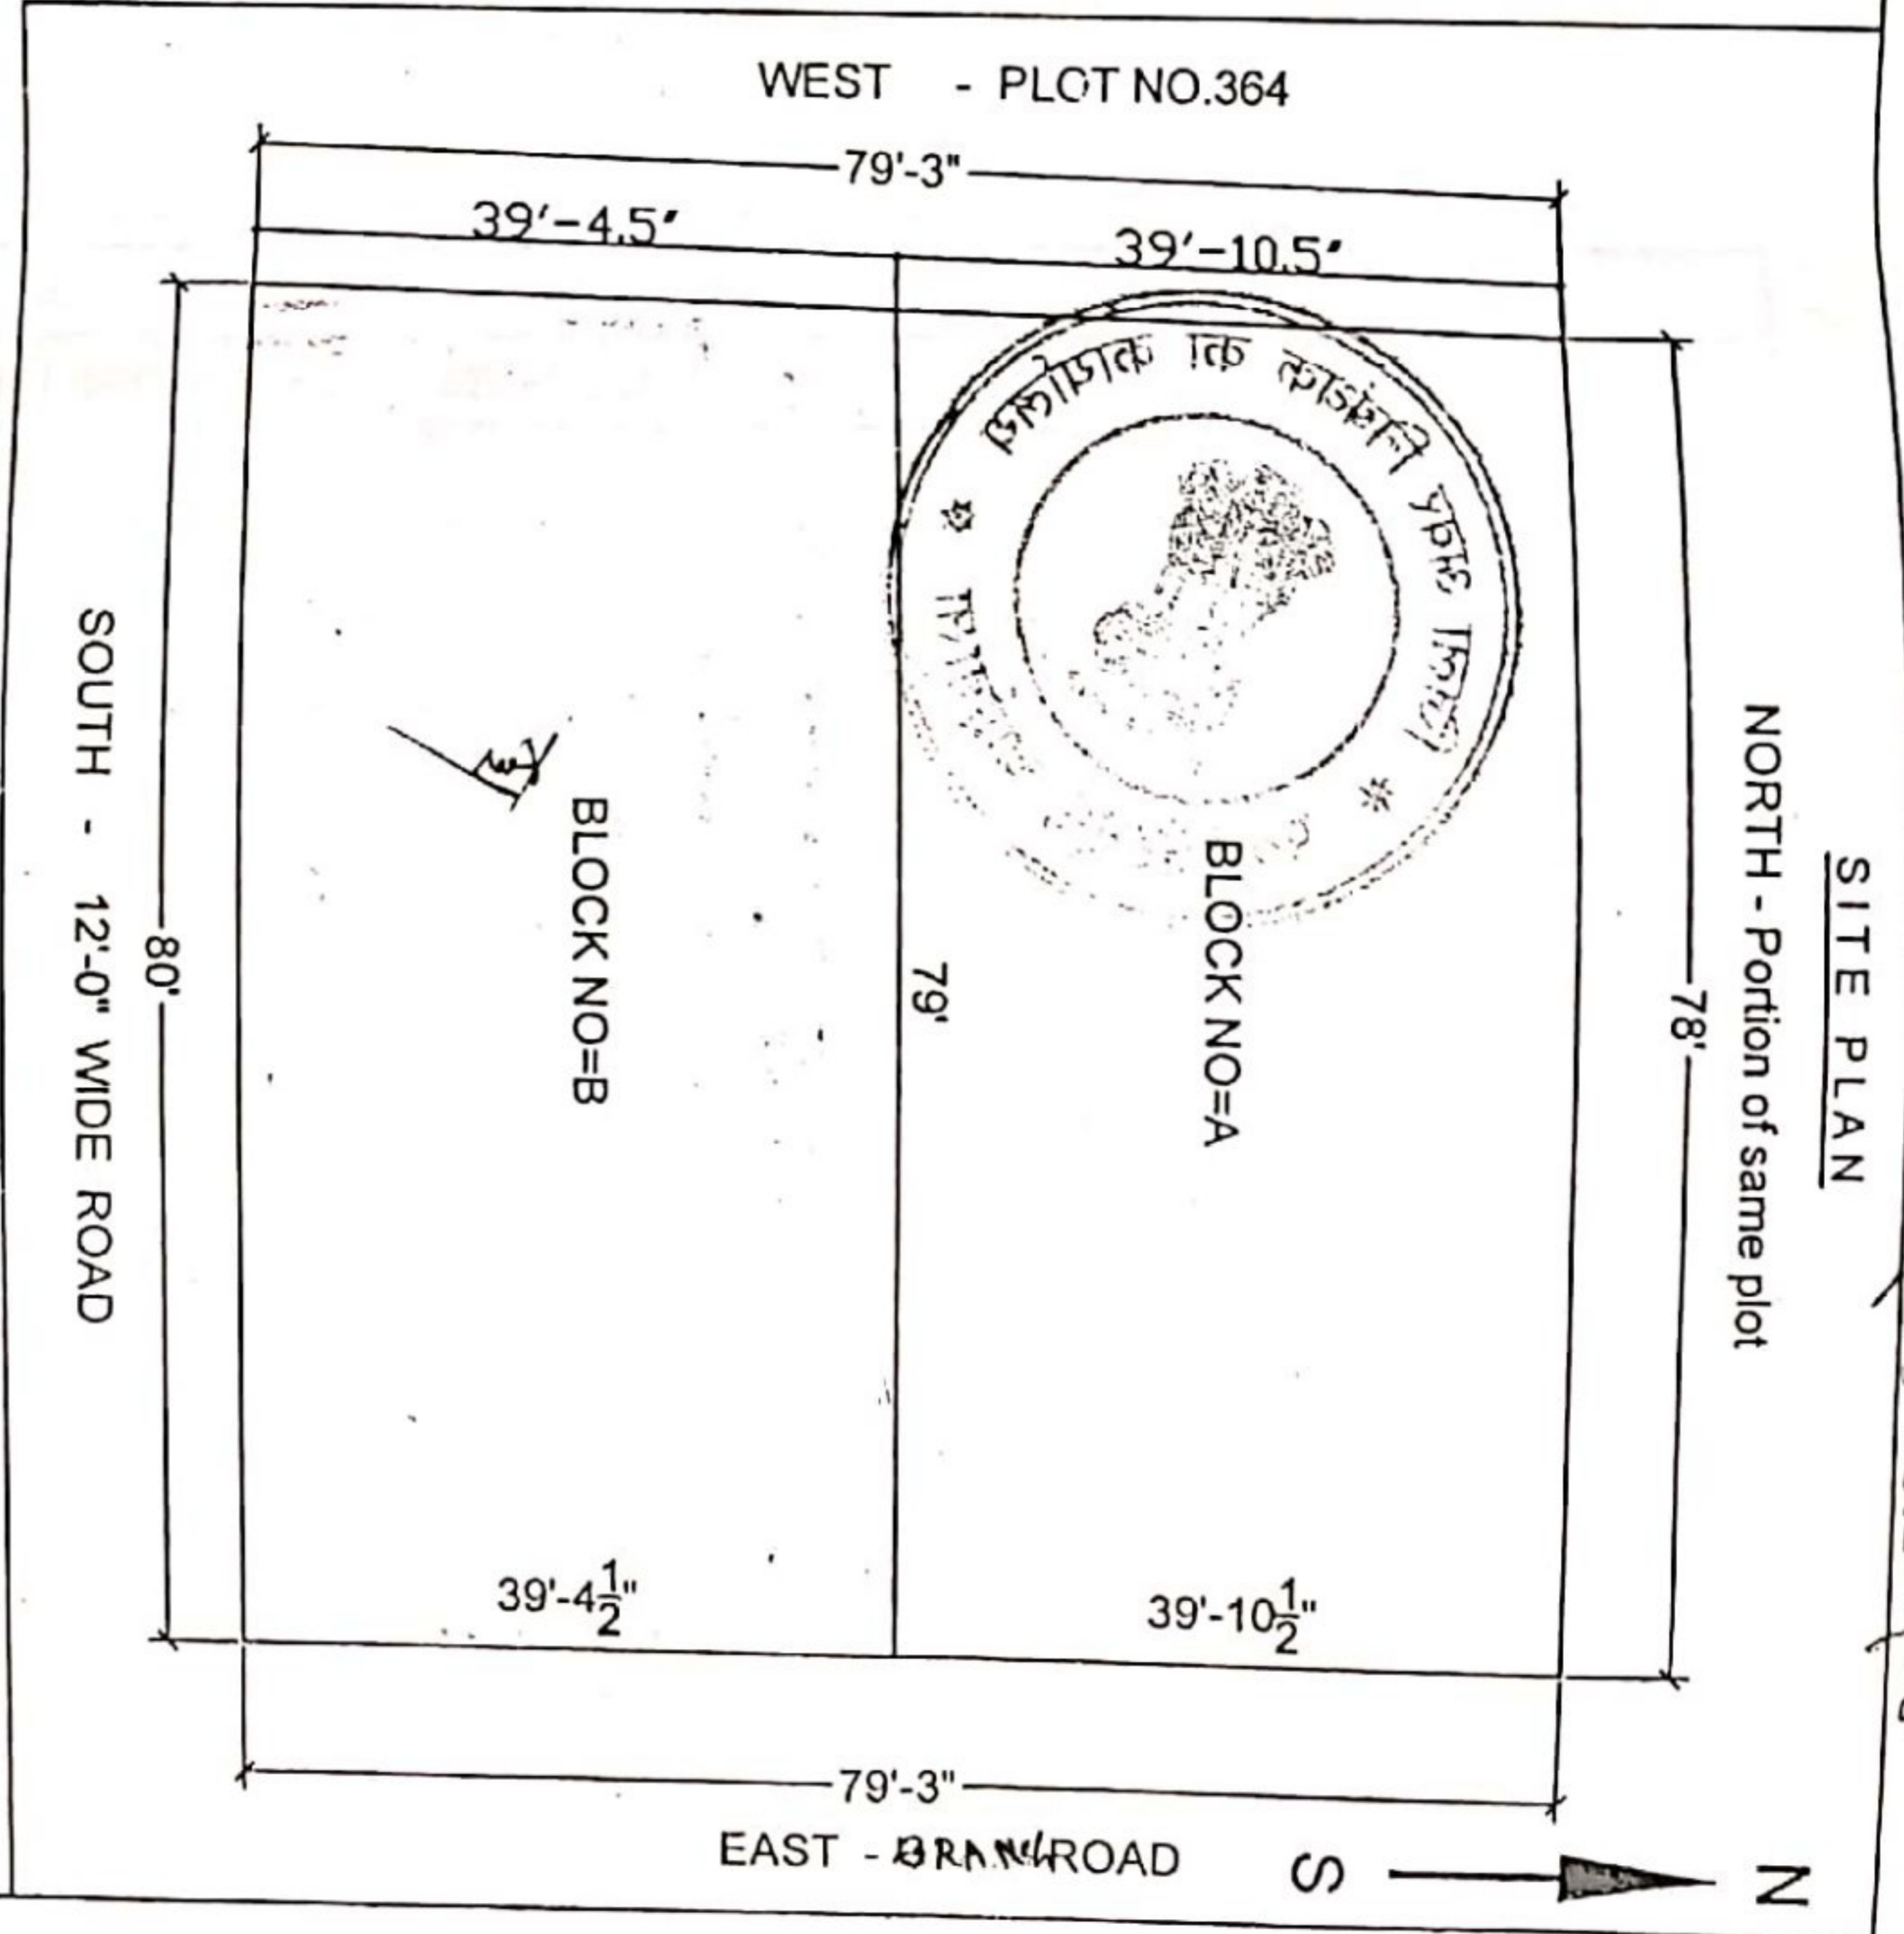 WEST - PLOT NO.364
79'-3"
39'-4.5"
39'-10.5"
SITE PLAN
NORTH - Portion of same plot
78'
BLOCK NO=A
79'
BLOCK NO=B
80'
SOUTH - 12'-0" WIDE ROAD
39'-4½"
39'-10½"
79'-3"
EAST - BRANCH ROAD
S
N